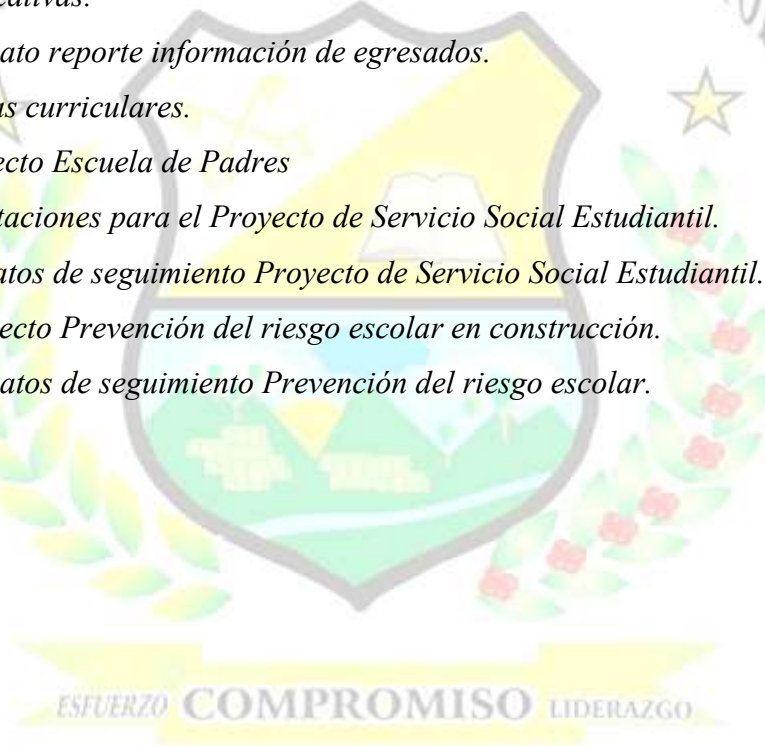 ato reporte información de egresados.
as curriculares.
ecto Escuela de Padres
taciones para el Proyecto de Servicio Social Estudiantil.
atos de seguimiento Proyecto de Servicio Social Estudiantil.
ecto Prevención del riesgo escolar en construcción.
atos de seguimiento Prevención del riesgo escolar.
ESFUERZO COMPROMISO LIDERAZGO